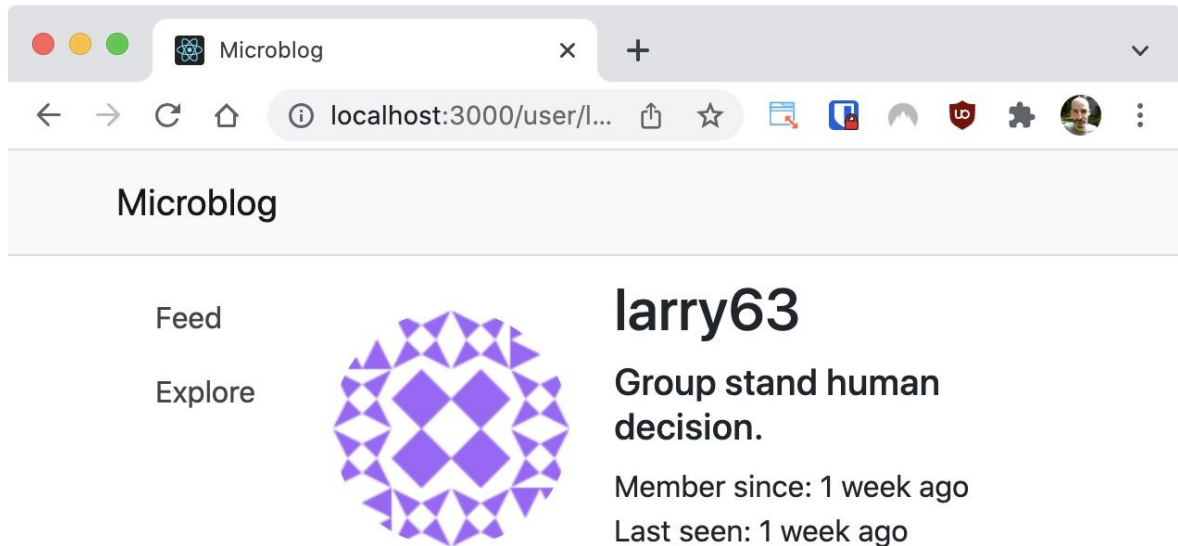 Microblog
localhost:3000/user/l...
Microblog
Feed
Explore
larry63
Group stand human
decision.
Member since: 1 week ago
Last seen: 1 week ago